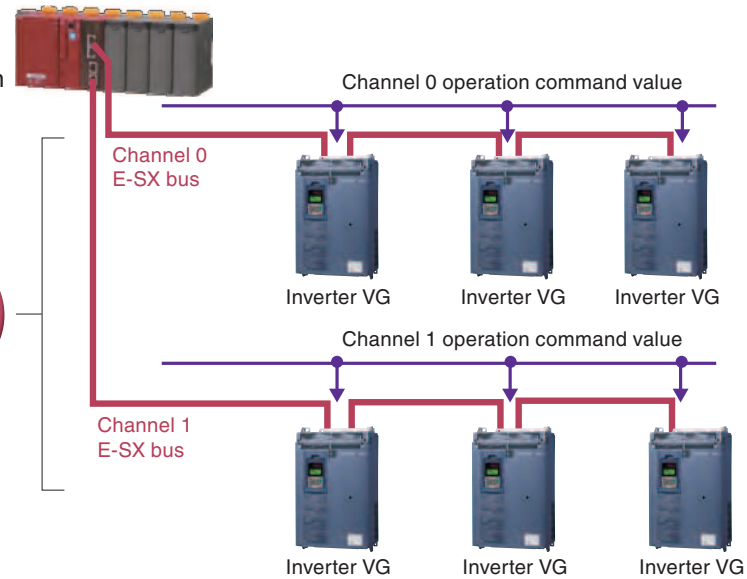 Channel 0 operation command value
Channel 0
E-SX bus
Inverter VG
Inverter VG
Inverter VG
Channel 1 operation command value
Channel 1
E-SX bus
Inverter VG
Inverter VG
Inverter VG